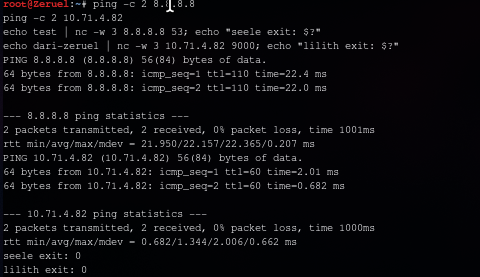 root@Zeruel:~# ping -c 2 8.8.8.8
ping -c 2 10.71.4.82
echo test | nc -w 3 8.8.8.8 53; echo "seele exit: $?"
echo dari-zeruel | nc -w 3 10.71.4.82 9000; echo "lilith exit: $?"
PING 8.8.8.8 (8.8.8.8) 56(84) bytes of data.
64 bytes from 8.8.8.8: icmp_seq=1 ttl=110 time=22.4 ms
64 bytes from 8.8.8.8: icmp_seq=2 ttl=110 time=22.0 ms
--- 8.8.8.8 ping statistics ---
2 packets transmitted, 2 received, 0% packet loss, time 1001ms
rtt min/avg/max/mdev = 21.950/22.157/22.365/0.207 ms
PING 10.71.4.82 (10.71.4.82) 56(84) bytes of data.
64 bytes from 10.71.4.82: icmp_seq=1 ttl=60 time=2.01 ms
64 bytes from 10.71.4.82: icmp_seq=2 ttl=60 time=0.682 ms
--- 10.71.4.82 ping statistics ---
2 packets transmitted, 2 received, 0% packet loss, time 1000ms
rtt min/avg/max/mdev = 0.682/1.344/2.006/0.662 ms
seele exit: 0
lilith exit: 0